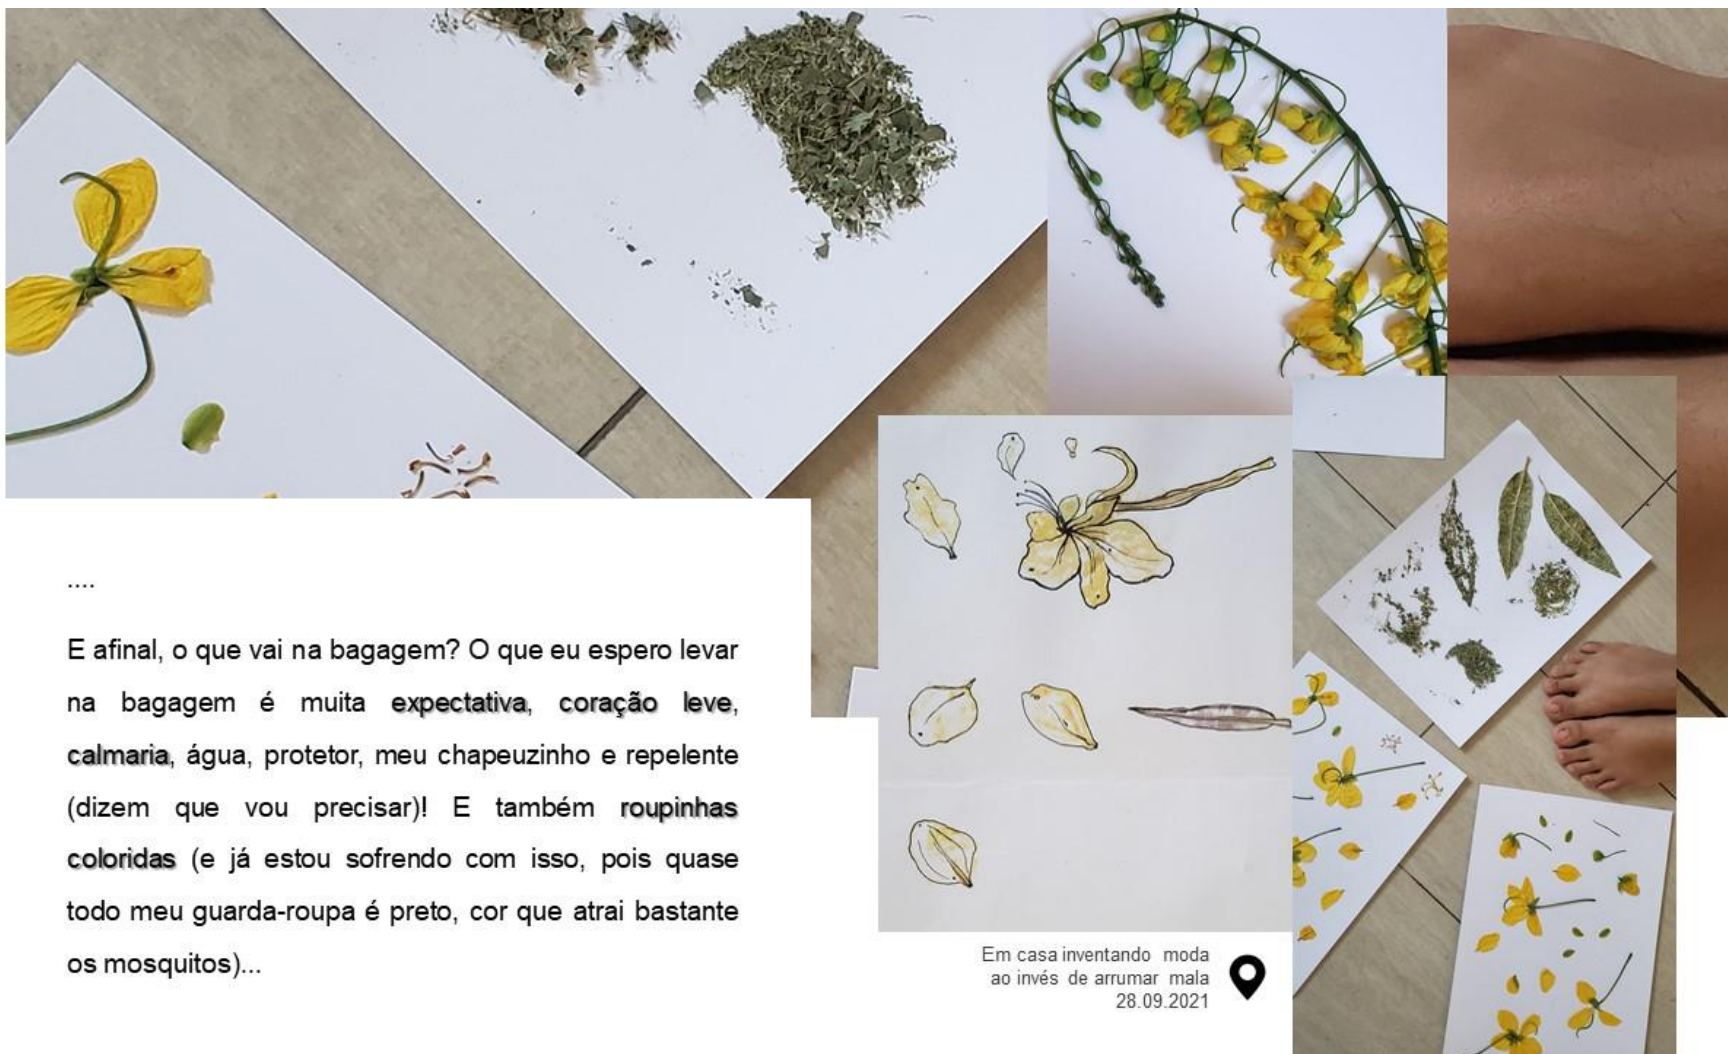 ....
E afinal, o que vai na bagagem? O que eu espero levar
na bagagem é muita expectativa, coração leve,
calmaria, água, protetor, meu chapeuzinho e repelente
(dizem que vou precisar)! E também roupinhas
coloridas (e já estou sofrendo com isso, pois quase
todo meu guarda-roupa é preto, cor que atrai bastante
os mosquitos)...
Em casa inventando moda
ao invés de arrumar mala
28.09.2021